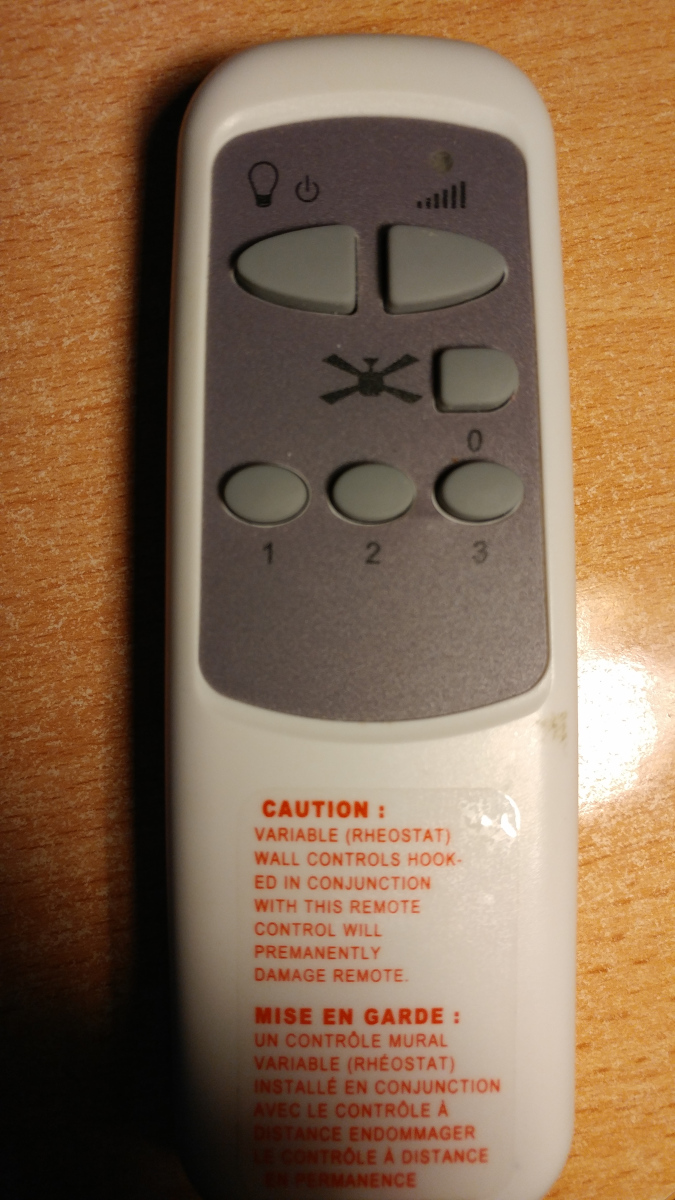 0
1 2 3
CAUTION :
VARIABLE (RHEOSTAT)
WALL CONTROLS HOOK-
ED IN CONJUNCTION
WITH THIS REMOTE
CONTROL WILL
PREMANENTLY
DAMAGE REMOTE.
MISE EN GARDE :
UN CONTRÔLE MURAL
VARIABLE (RHÉOSTAT)
INSTALLÉ EN CONJUNCTION
AVEC LE CONTRÔLE À
DISTANCE ENDOMMAGER
LE CONTRÔLE À DISTANCE
EN PERMANENCE